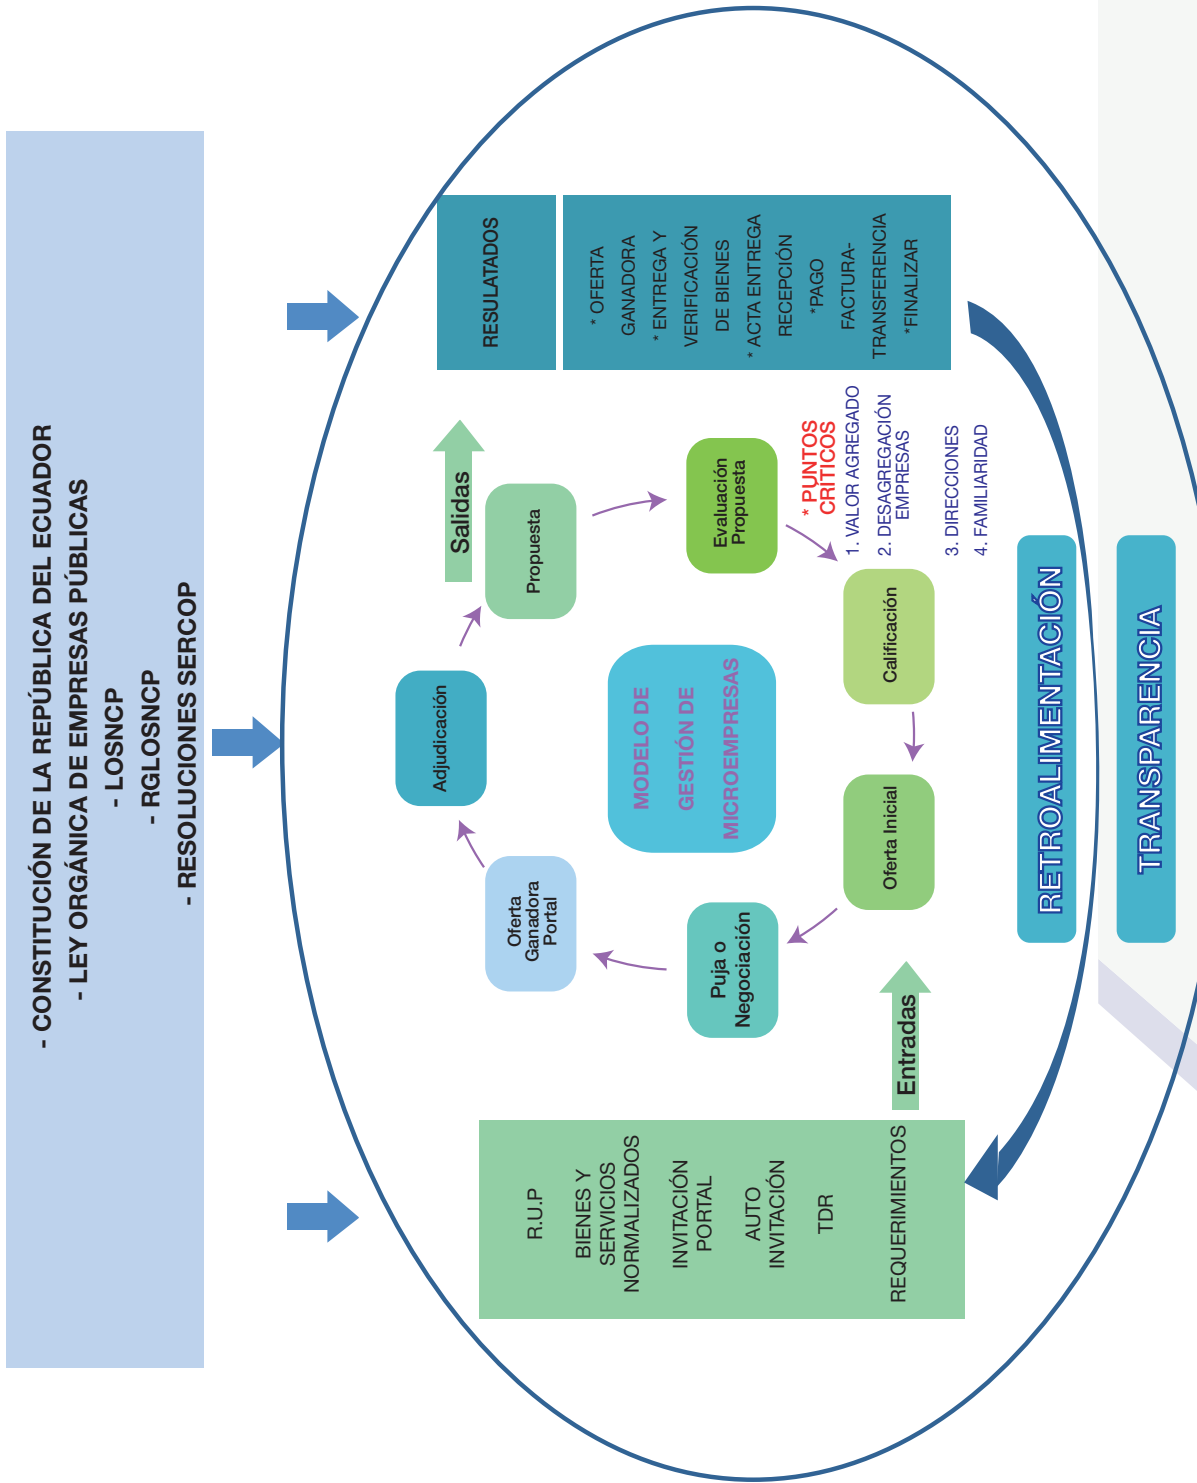 - CONSTITUCIÓN DE LA REPÚBLICA DEL ECUADOR
- LEY ORGÁNICA DE EMPRESAS PÚBLICAS
- LOSNCP
- RGLOSNCP
- RESOLUCIONES SERCOP
R.U.P
BIENES Y
SERVICIOS
NORMALIZADOS
INVITACIÓN
PORTAL
AUTO
INVITACIÓN
TDR
REQUERIMIENTOS
Entradas
Adjudicación
Propuesta
Evaluación
Propuesta
Calificación
Oferta Inicial
Puja o
Negociación
Oferta
Ganadora
Portal
MODELO DE
GESTIÓN DE
MICROEMPRESAS
Salidas
* PUNTOS
CRÍTICOS
1. VALOR AGREGADO
2. DESAGREGACIÓN
EMPRESAS
3. DIRECCIONES
4. FAMILIARIDAD
RESULATADOS
* OFERTA
GANADORA
* ENTREGA Y
VERIFICACIÓN
DE BIENES
* ACTA ENTREGA
RECEPCIÓN
*PAGO
FACTURA-
TRANSFERENCIA
*FINALIZAR
RETROALIMENTACIÓN
TRANSPARENCIA